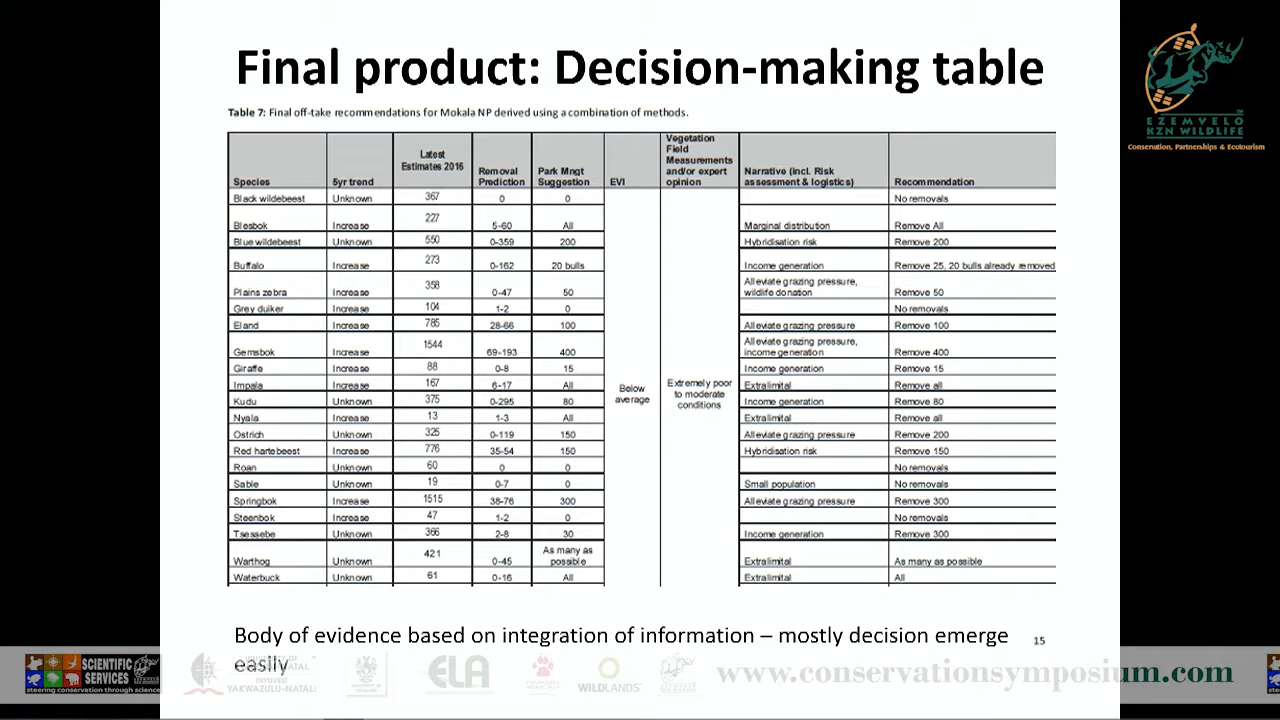 Final product: Decision-making table
Table 7: Final off-take recommendations for Mokala NP derived using a combination of methods.
Species 5yr trend Latest Estimates 2016 Removal Prediction Park Mngt Suggestion EVI Vegetation Field Measurements and/or expert opinion Narrative (incl. Risk assessment & logistics) Recommendation
Black wildebeest Unknown 367 0 0 No removals
Blesbok Increase 227 5-60 All Marginal distribution Remove All
Blue wildebeest Unknown 550 0-359 200 Hybridisation risk Remove 200
Buffalo Increase 273 0-162 20 bulls Income generation Remove 25, 20 bulls already removed
Plains zebra Increase 358 0-47 50 Alleviate grazing pressure, wildlife donation Remove 50
Grey duiker Increase 104 1-2 0 No removals
Eland Increase 785 28-66 100 Alleviate grazing pressure Remove 100
Gemsbok Increase 1544 69-193 400 Alleviate grazing pressure, income generation Remove 400
Giraffe Increase 88 0-8 15 Income generation Remove 15
Impala Increase 167 6-17 All Below average Extremely poor to moderate conditions Extralimital Remove all
Kudu Unknown 375 0-295 80 Income generation Remove 80
Nyala Increase 13 1-3 All Extralimital Remove all
Ostrich Unknown 325 0-119 150 Alleviate grazing pressure Remove 200
Red hartebeest Increase 776 35-54 150 Hybridisation risk Remove 150
Roan Unknown 60 0 0 No removals
Sable Unknown 19 0-7 0 Small population No removals
Springbok Increase 1515 38-76 300 Alleviate grazing pressure Remove 300
Steenbok Increase 47 1-2 0 No removals
Tsessebe Unknown 366 2-8 30 Income generation Remove 300
Warthog Unknown 421 0-45 As many as possible Extralimital As many as possible
Waterbuck Unknown 61 0-16 All Extralimital All
Body of evidence based on integration of information – mostly decision emerge
easily
15
EZEMVELO
KZN WILDLIFE
Conservation, Partnerships & Ecotourism
SCIENTIFIC
SERVICES
steering conservation through science
YAKWAZULU-NATALI
ELA
WILDLANDS
www.conservationsymposium.com